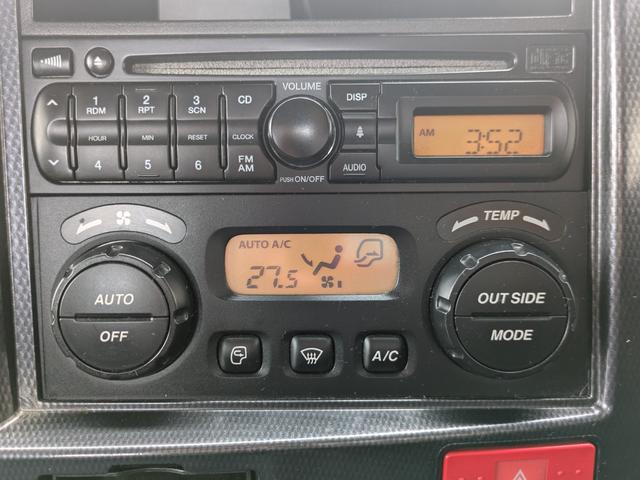 VOLUME
1 2 3 CD DISP
RDM RPT SCN
AM 3:52
HOUR MIN RESET CLOCK
4 5 6 FM AM
AUDIO
PUSH ON/OFF
TEMP
AUTO A/C
27.5
AUTO
OFF
OUT SIDE
MODE
A/C